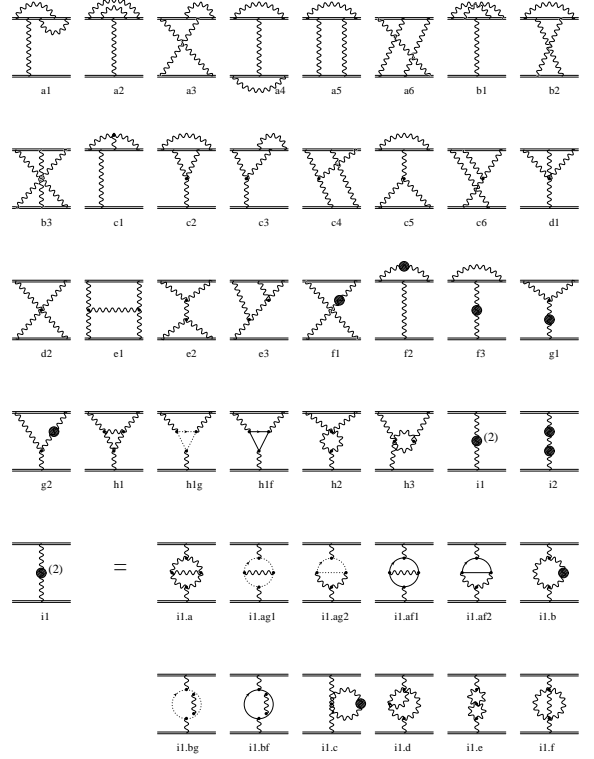 a1 a2 a3 a4 a5 a6 b1 b2
b3 c1 c2 c3 c4 c5 c6 d1
d2 e1 e2 e3 f1 f2 f3 g1
(2)
g2 h1 h1g h1f h2 h3 i1 i2
(2) =
i1 i1.a i1.ag1 i1.ag2 i1.af1 i1.af2 i1.b
i1.bg i1.bf i1.c i1.d i1.e i1.f